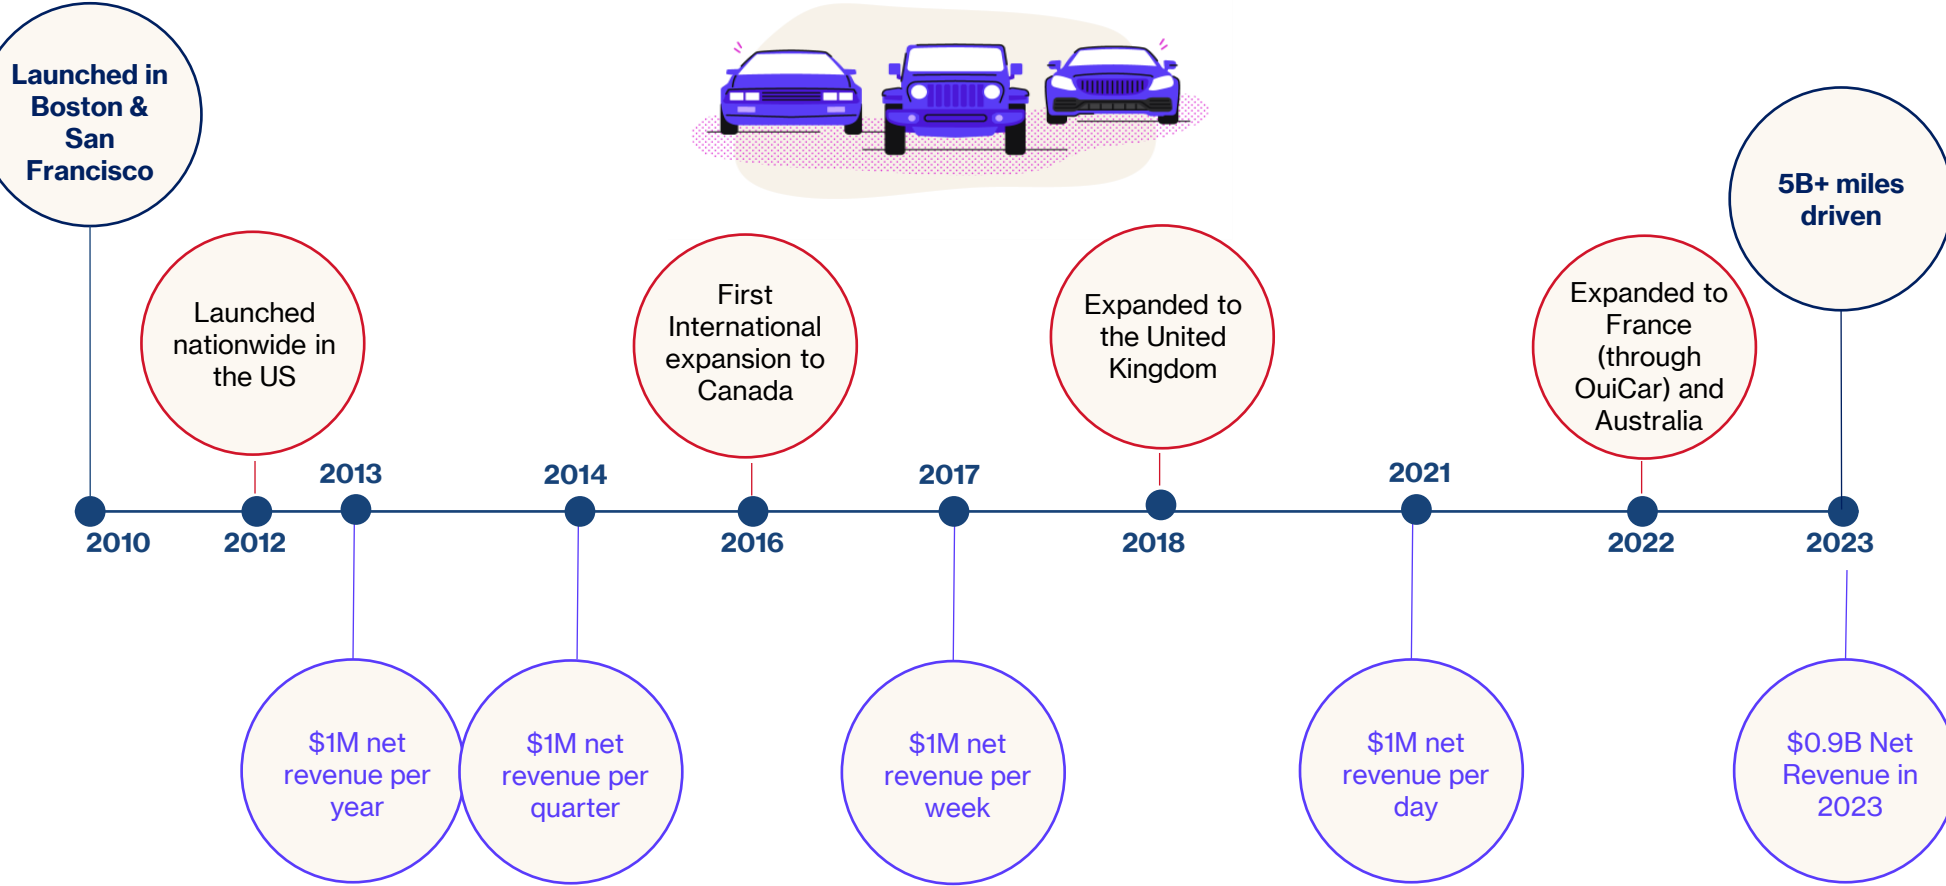 Launched in
Boston &
San
Francisco
5B+ miles
driven
Launched
nationwide in
the US
First
International
expansion to
Canada
Expanded to
the United
Kingdom
Expanded to
France
(through
OuiCar) and
Australia
2013
2014
2017
2021
2010
2012
2016
2018
2022
2023
$1M net
revenue per
year
$1M net
revenue per
quarter
$1M net
revenue per
week
$1M net
revenue per
day
$0.9B Net
Revenue in
2023